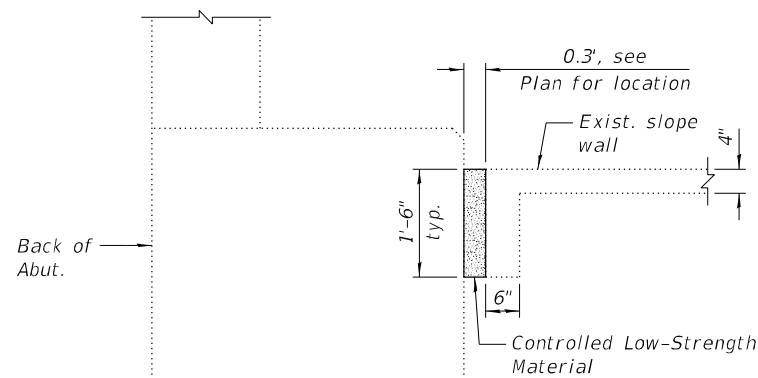 0.3', see
Plan for location
Exist. slope
wall
4"
1'-6"
typ.
Back of
Abut.
6"
Controlled Low-Strength
Material